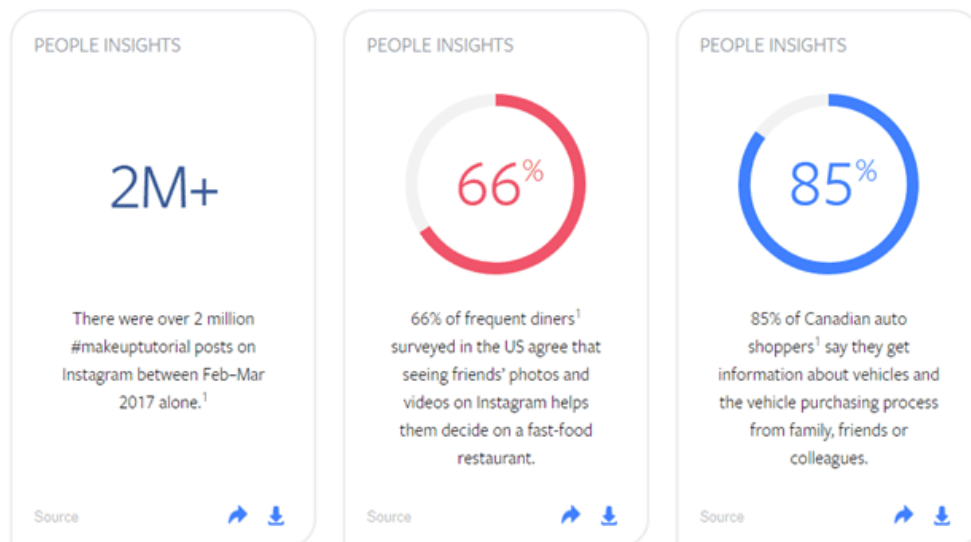 PEOPLE INSIGHTS
2M+
There were over 2 million
#makeuptutorial posts on
Instagram between Feb–Mar
2017 alone.1
Source
PEOPLE INSIGHTS
66%
66% of frequent diners1
surveyed in the US agree that
seeing friends' photos and
videos on Instagram helps
them decide on a fast-food
restaurant.
Source
PEOPLE INSIGHTS
85%
85% of Canadian auto
shoppers1 say they get
information about vehicles and
the vehicle purchasing process
from family, friends or
colleagues.
Source